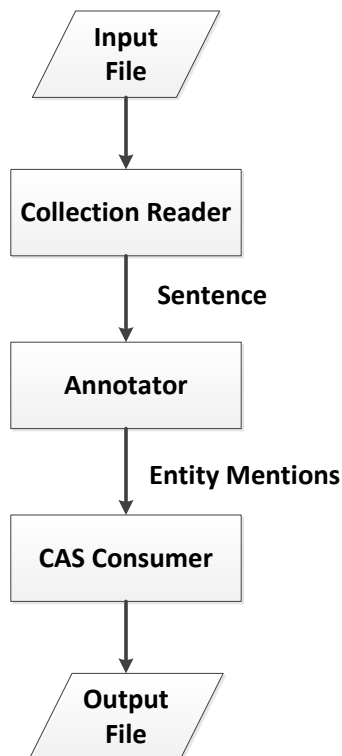 Input
File
Collection Reader
Sentence
Annotator
Entity Mentions
CAS Consumer
Output
File